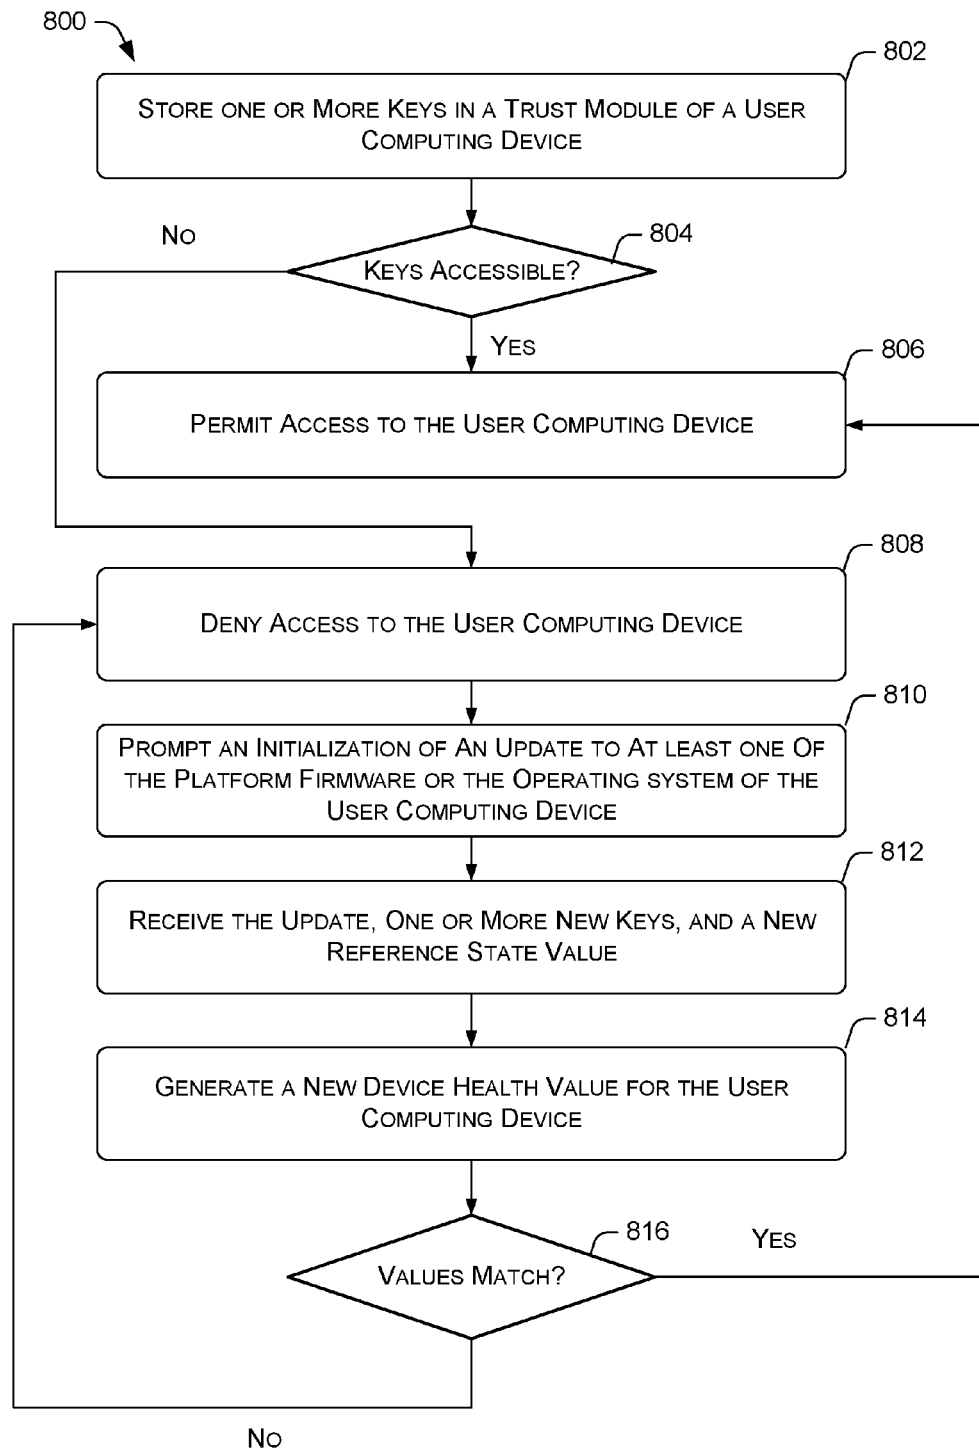 800
802
STORE ONE OR MORE KEYS IN A TRUST MODULE OF A USER
COMPUTING DEVICE
NO
804
KEYS ACCESSIBLE?
YES
806
PERMIT ACCESS TO THE USER COMPUTING DEVICE
808
DENY ACCESS TO THE USER COMPUTING DEVICE
810
PROMPT AN INITIALIZATION OF AN UPDATE TO AT LEAST ONE OF
THE PLATFORM FIRMWARE OR THE OPERATING SYSTEM OF THE
USER COMPUTING DEVICE
812
RECEIVE THE UPDATE, ONE OR MORE NEW KEYS, AND A NEW
REFERENCE STATE VALUE
814
GENERATE A NEW DEVICE HEALTH VALUE FOR THE USER
COMPUTING DEVICE
816
YES
VALUES MATCH?
NO